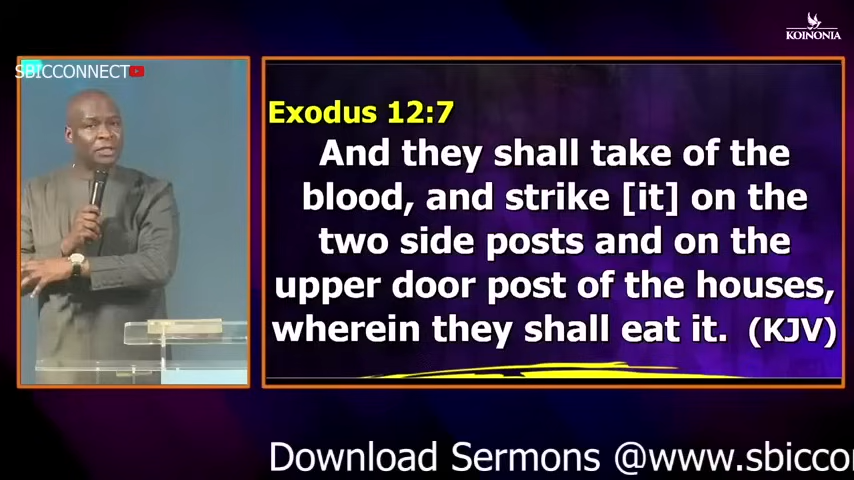 KOINONIA
SBICCONNECT
Exodus 12:7
And they shall take of the
blood, and strike [it] on the
two side posts and on the
upper door post of the houses,
wherein they shall eat it. (KJV)
Download Sermons @www.sbicco